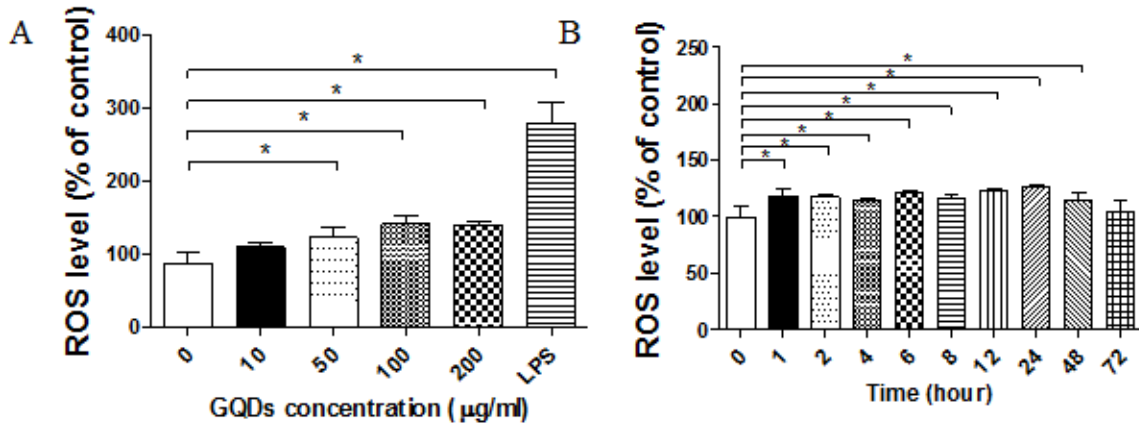 A
ROS level (% of control)
400
300
200
100
0
*
*
*
*
0 10 50 100 200 LPS
GQDs concentration ( μg/ml)
B
ROS level (% of control)
250
200
150
100
50
0
*
*
*
*
*
*
*
*
0 1 2 4 6 8 12 24 48 72
Time (hour)